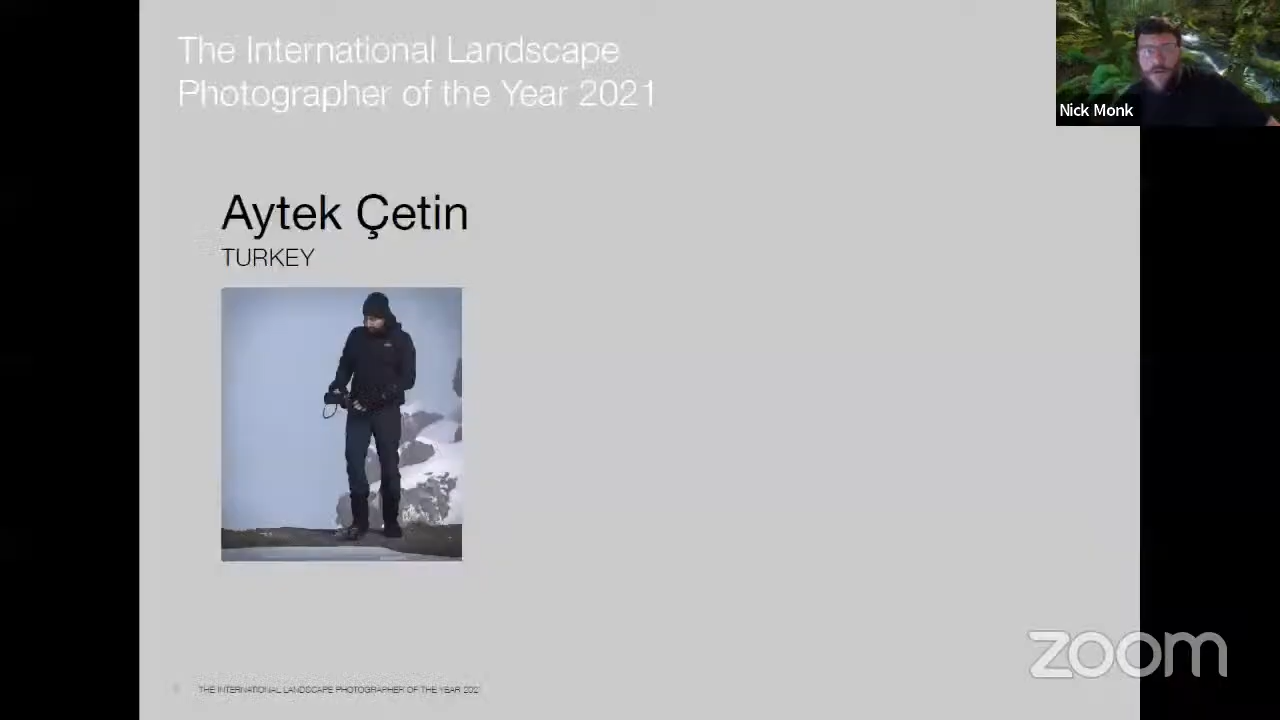 The International Landscape
Photographer of the Year 2021
Nick Monk
Aytek Çetin
TURKEY
zoom
THE INTERNATIONAL LANDSCAPE PHOTOGRAPHER OF THE YEAR 2021